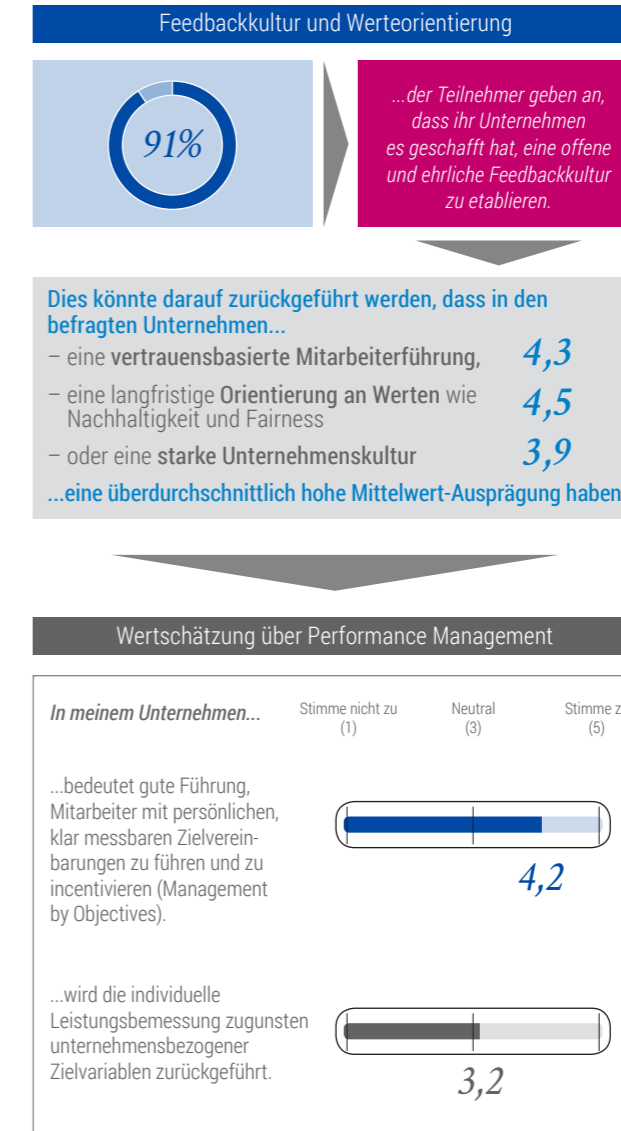 Feedbackkultur und Werteorientierung
91%
...der Teilnehmer geben an,
dass ihr Unternehmen
es geschafft hat, eine offene
und ehrliche Feedbackkultur
zu etablieren.
Dies könnte darauf zurückgeführt werden, dass in den
befragten Unternehmen...
– eine vertrauensbasierte Mitarbeiterführung, 4,3
– eine langfristige Orientierung an Werten wie
Nachhaltigkeit und Fairness 4,5
– oder eine starke Unternehmenskultur 3,9
...eine überdurchschnittlich hohe Mittelwert-Ausprägung haben
Wertschätzung über Performance Management
In meinem Unternehmen... Stimme nicht zu Neutral Stimme z
(1) (3) (5)
...bedeutet gute Führung,
Mitarbeiter mit persönlichen,
klar messbaren Zielverein-
barungen zu führen und zu
incentivieren (Management
by Objectives).
4,2
...wird die individuelle
Leistungsbemessung zugunsten
unternehmensbezogener
Zielvariablen zurückgeführt.
3,2